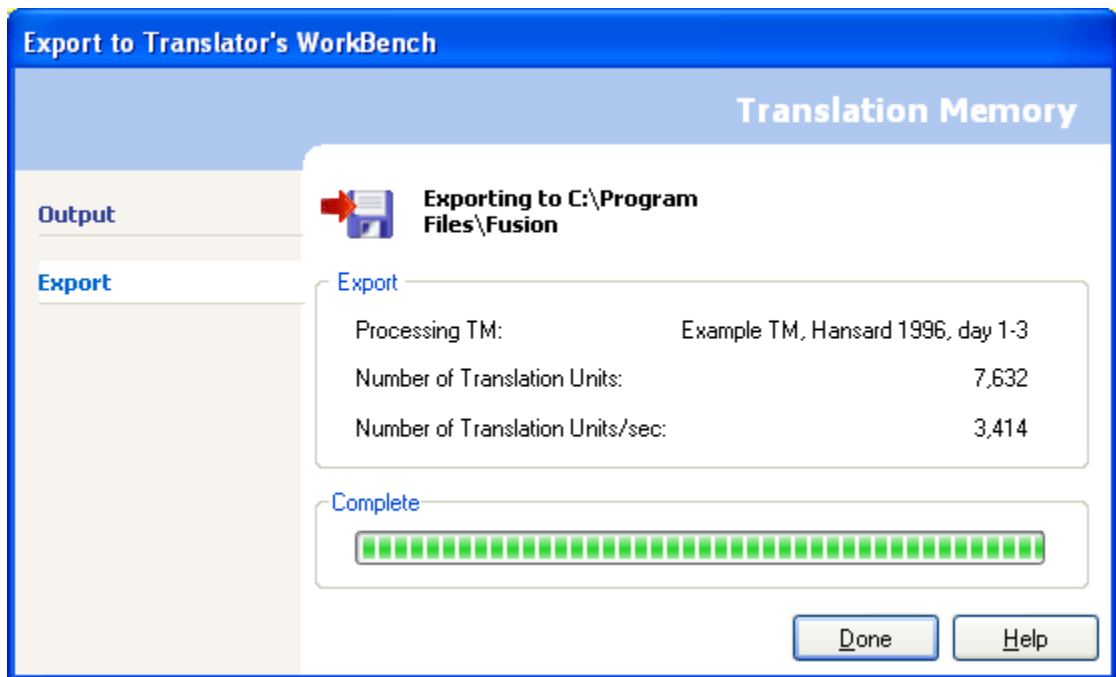 Export to Translator's WorkBench
Translation Memory
Output
Export
Exporting to C:\Program
Files\Fusion
Export
Processing TM: Example TM, Hansard 1996, day 1-3
Number of Translation Units: 7,632
Number of Translation Units/sec: 3,414
Complete
Done Help